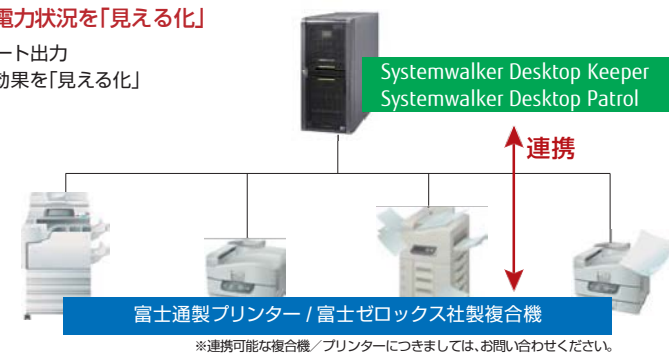 電力状況を｢見える化｣
ート出力
効果を｢見える化｣
Systemwalker Desktop Keeper
Systemwalker Desktop Patrol
連携
富士通製プリンター / 富士ゼロックス社製複合機
※連携可能な複合機／プリンターにつきましては、お問い合わせください。